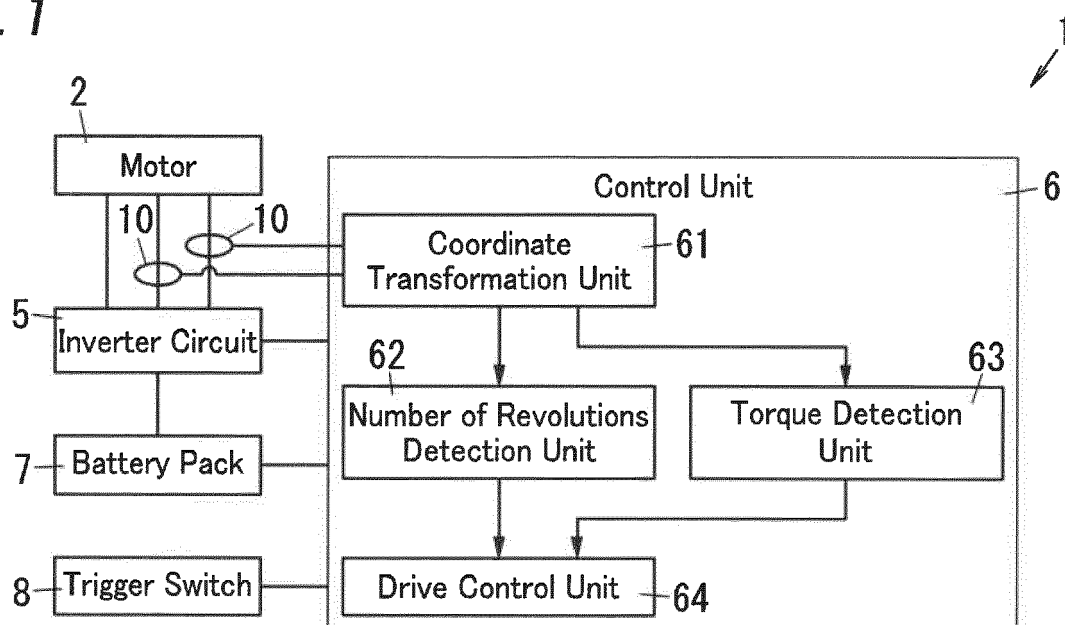 . 1
1
2
Motor
Control Unit
6
10
10
Coordinate
Transformation Unit
61
5
Inverter Circuit
62
63
Number of Revolutions
Detection Unit
Torque Detection
Unit
7
Battery Pack
8
Trigger Switch
Drive Control Unit
64